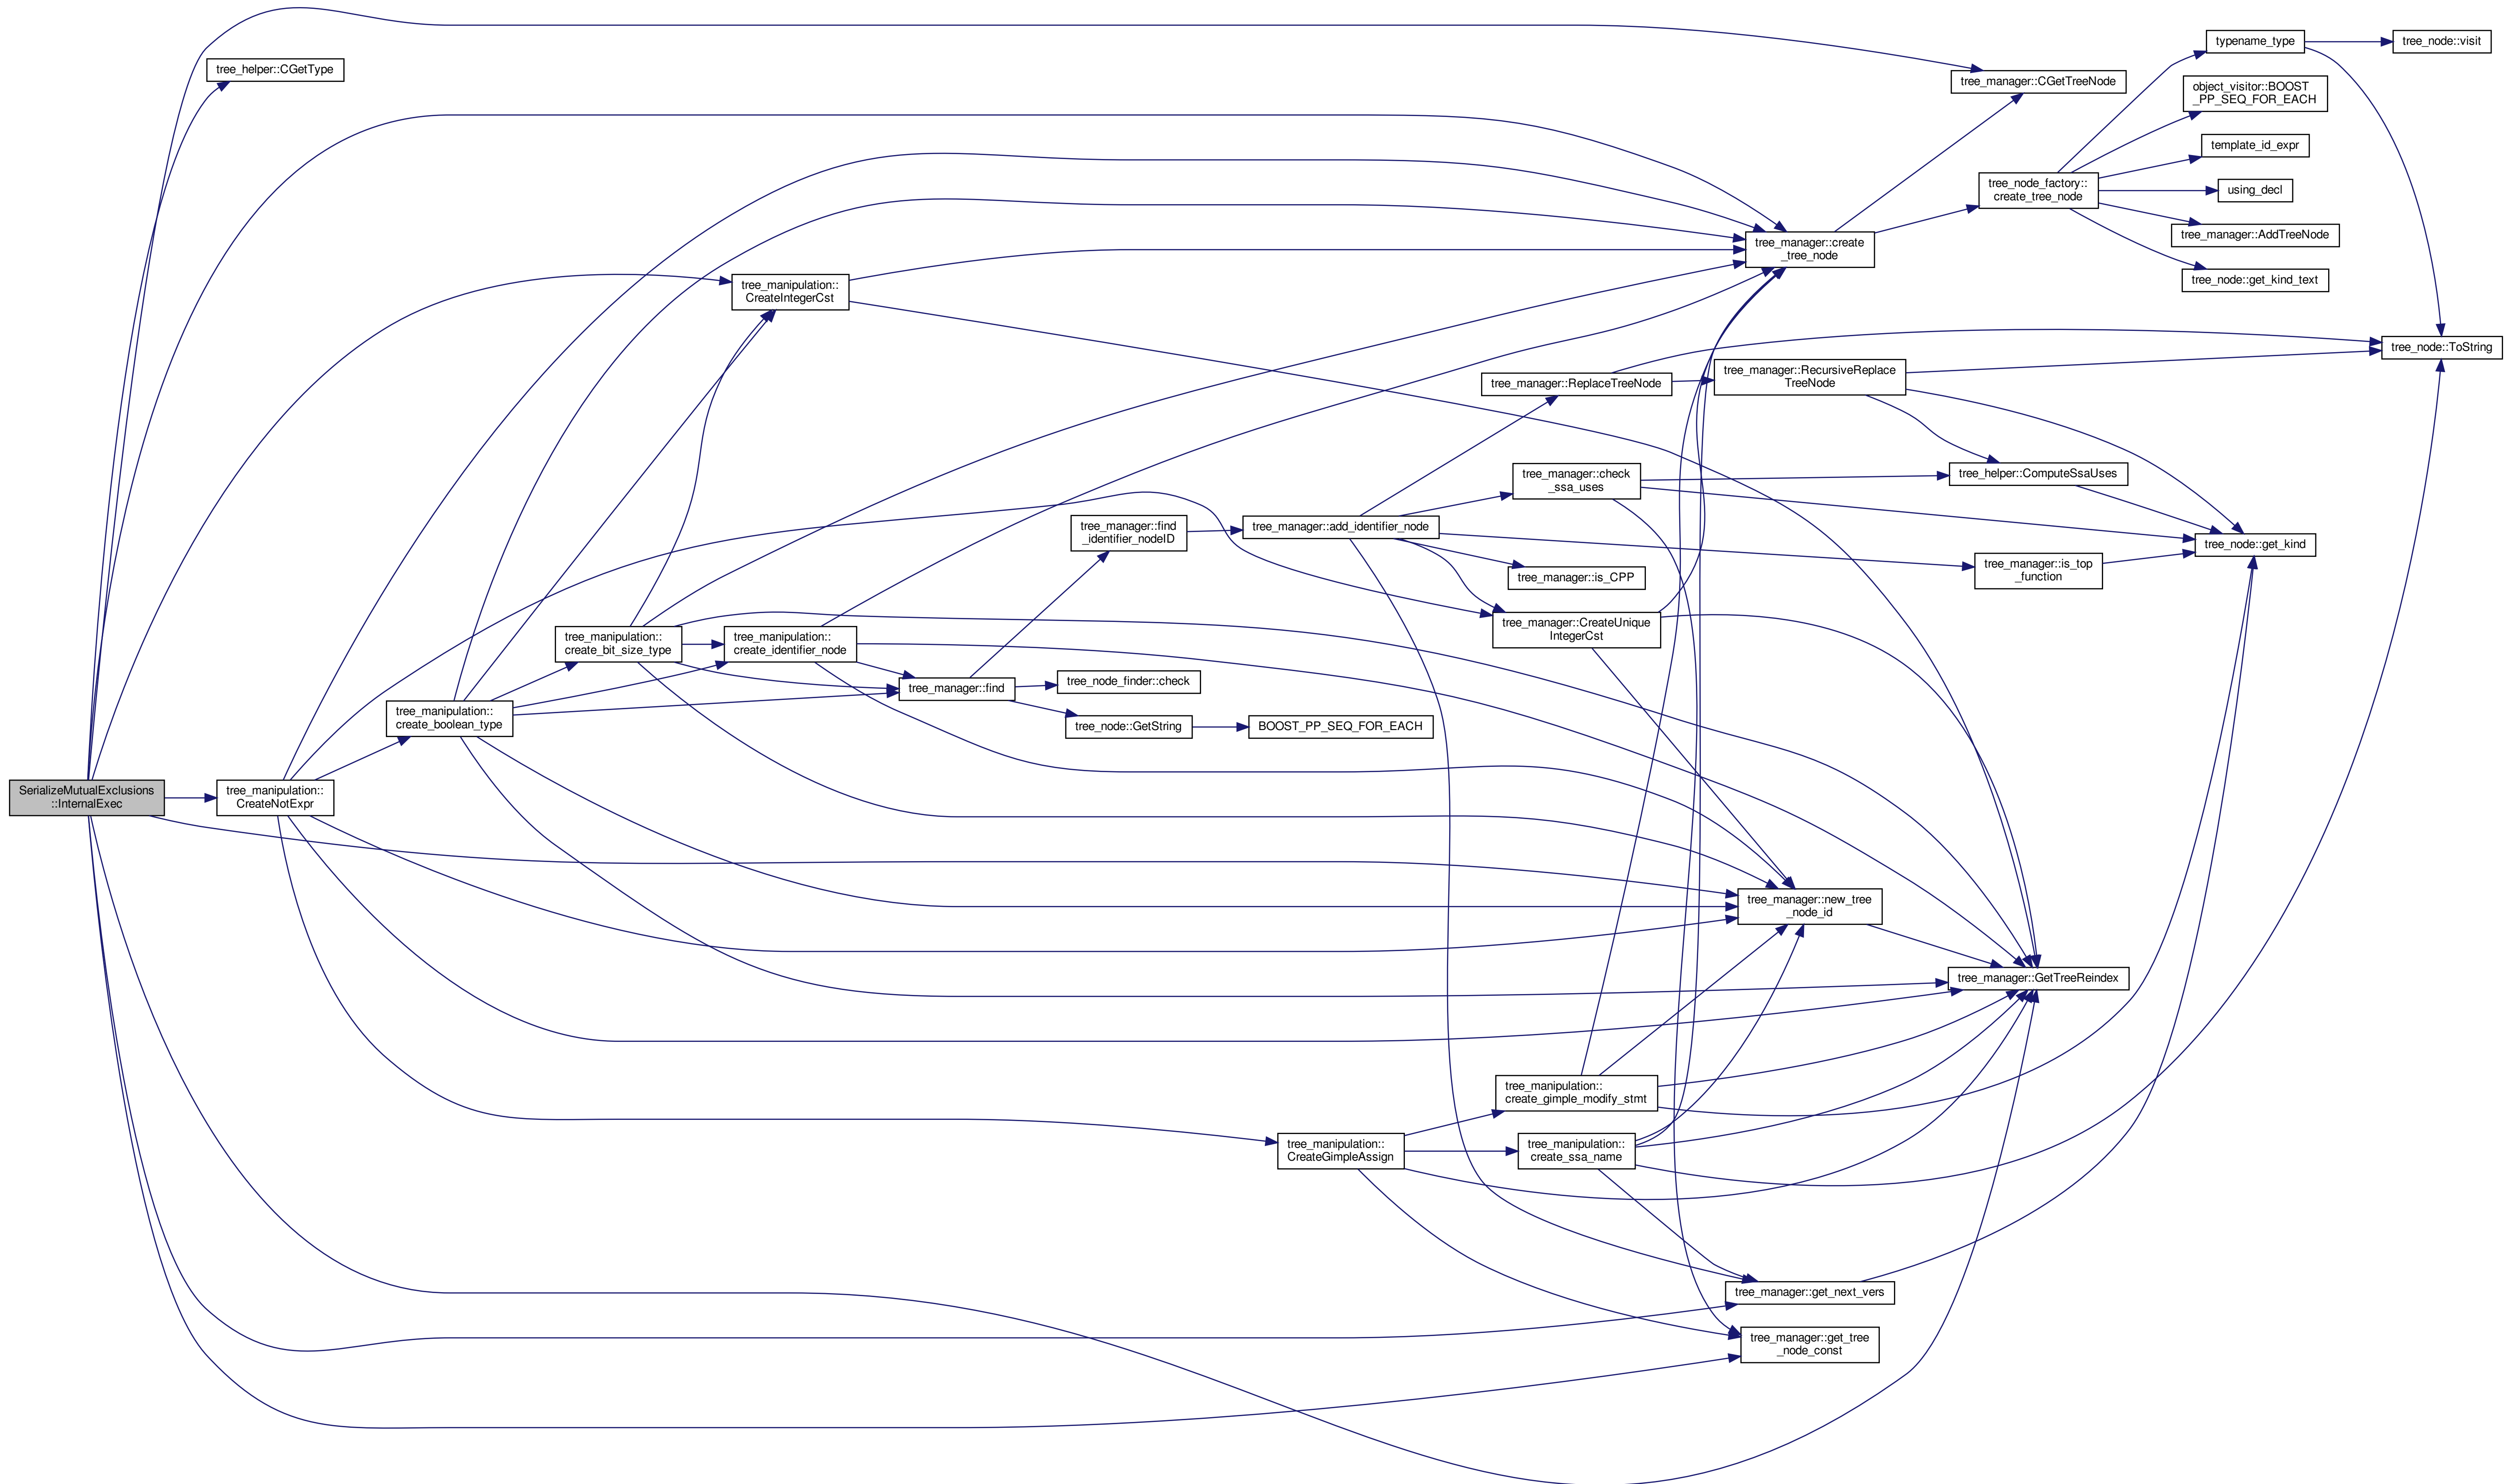 SerializeMutualExclusions
::InternalExec
tree_helper::CGetType
tree_manipulation::
CreateNotExpr
tree_manipulation::
create_boolean_type
tree_manipulation::
create_bit_size_type
tree_manipulation::
CreateIntegerCst
tree_manipulation::
create_identifier_node
tree_manager::find
tree_manager::find
_identifier_nodeID
tree_node_finder::check
tree_node::GetString
BOOST_PP_SEQ_FOR_EACH
tree_manager::add_identifier_node
tree_manipulation::
CreateGimpleAssign
tree_manager::ReplaceTreeNode
tree_manager::check
_ssa_uses
tree_manager::is_CPP
tree_manager::CreateUnique
IntegerCst
tree_manipulation::
create_gimple_modify_stmt
tree_manipulation::
create_ssa_name
tree_manager::create
_tree_node
tree_manager::RecursiveReplace
TreeNode
tree_manager::new_tree
_node_id
tree_manager::get_next_vers
tree_manager::get_tree
_node_const
tree_manager::CGetTreeNode
tree_node_factory::
create_tree_node
tree_helper::ComputeSsaUses
tree_manager::is_top
_function
tree_manager::GetTreeReindex
typename_type
object_visitor::BOOST
_PP_SEQ_FOR_EACH
template_id_expr
using_decl
tree_manager::AddTreeNode
tree_node::get_kind_text
tree_node::get_kind
tree_node::visit
tree_node::ToString